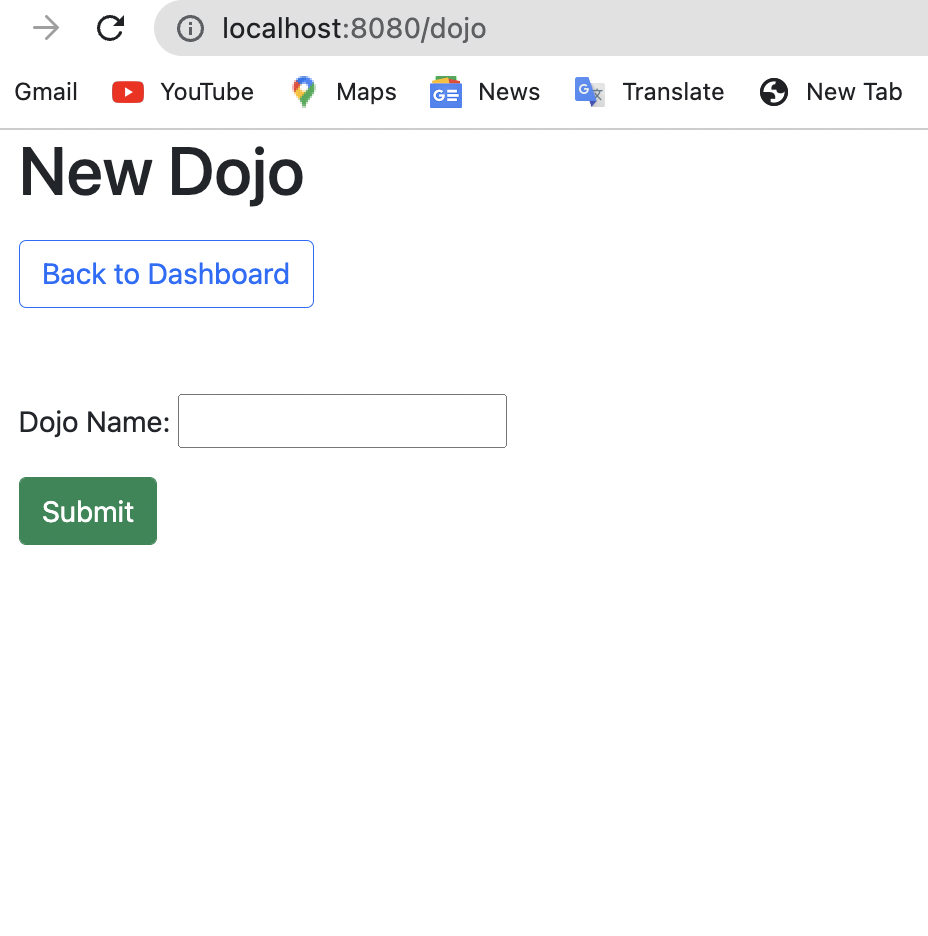 localhost:8080/dojo
Gmail YouTube Maps News Translate New Tab
New Dojo
Back to Dashboard
Dojo Name:
Submit